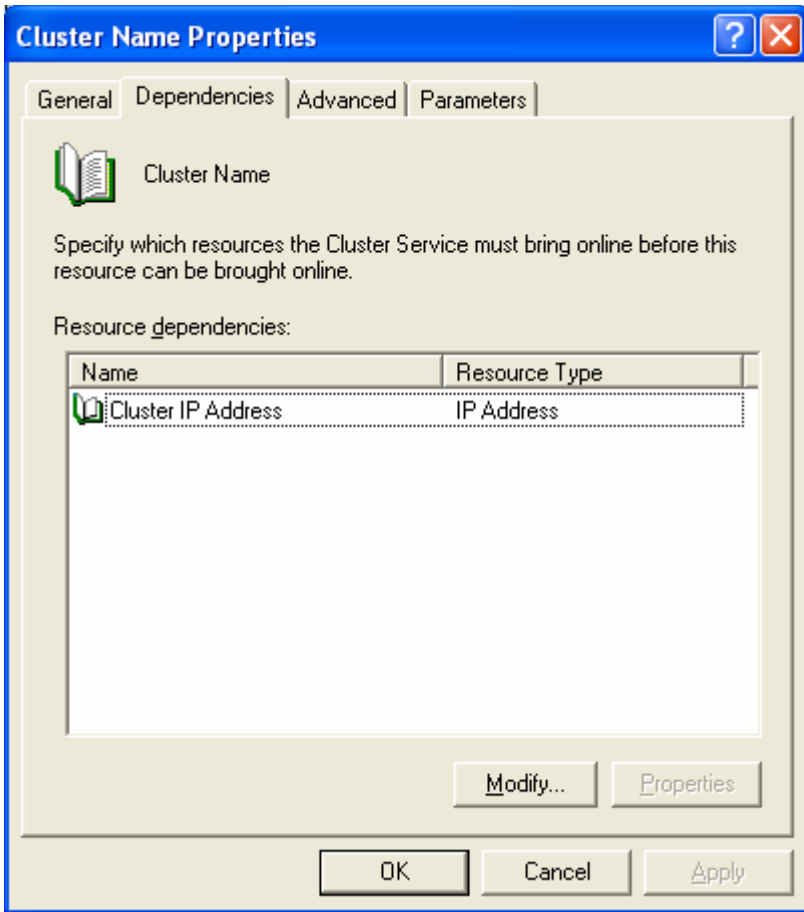 Cluster Name Properties
General Dependencies Advanced Parameters
Cluster Name
Specify which resources the Cluster Service must bring online before this
resource can be brought online.
Resource dependencies:
Name Resource Type
Cluster IP Address IP Address
Modify... Properties
OK Cancel Apply